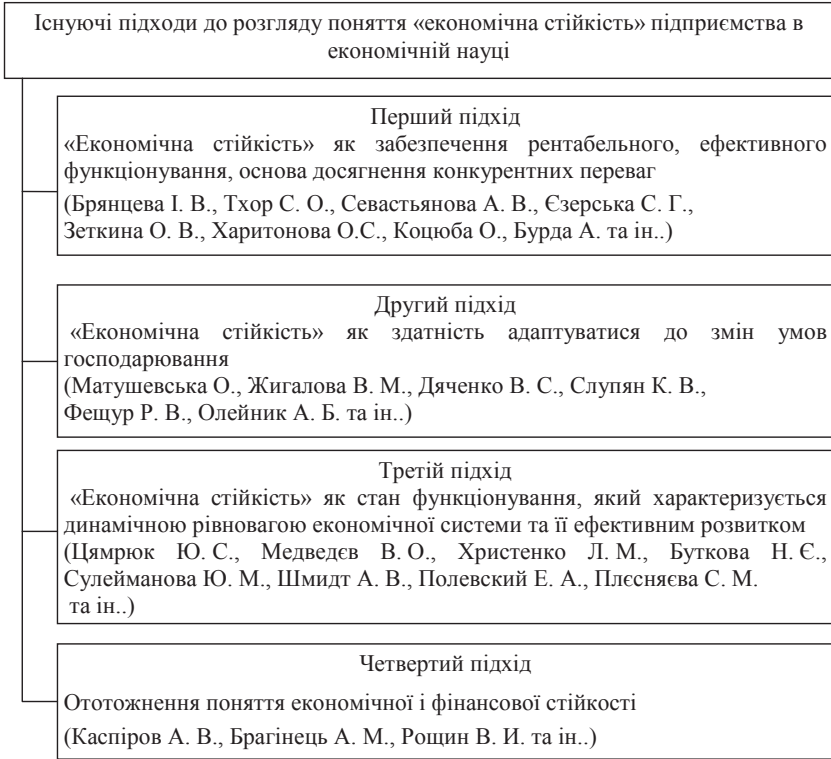 Існуючі підходи до розгляду поняття «економічна стійкість» підприємства в
економічній науці
Перший підхід
«Економічна стійкість» як забезпечення рентабельного, ефективного
функціонування, основа досягнення конкурентних переваг
(Брянцева І. В., Тхор С. О., Севастьянова А. В., Єзерська С. Г.,
Зеткина О. В., Харитонова О.С., Коцюба О., Бурда А. та ін..)
Другий підхід
«Економічна стійкість» як здатність адаптуватися до змін умов
господарювання
(Матушевська О., Жигалова В. М., Дяченко В. С., Слупян К. В.,
Фещур Р. В., Олейник А. Б. та ін..)
Третій підхід
«Економічна стійкість» як стан функціонування, який характеризується
динамічною рівновагою економічної системи та її ефективним розвитком
(Цямрюк Ю. С., Медведєв В. О., Христенко Л. М., Буткова Н. Є.,
Сулейманова Ю. М., Шмидт А. В., Полевский Е. А., Плєсняєва С. М.
та ін..)
Четвертий підхід
Ототожнення поняття економічної і фінансової стійкості
(Каспіров А. В., Брагінець А. М., Рощин В. И. та ін..)